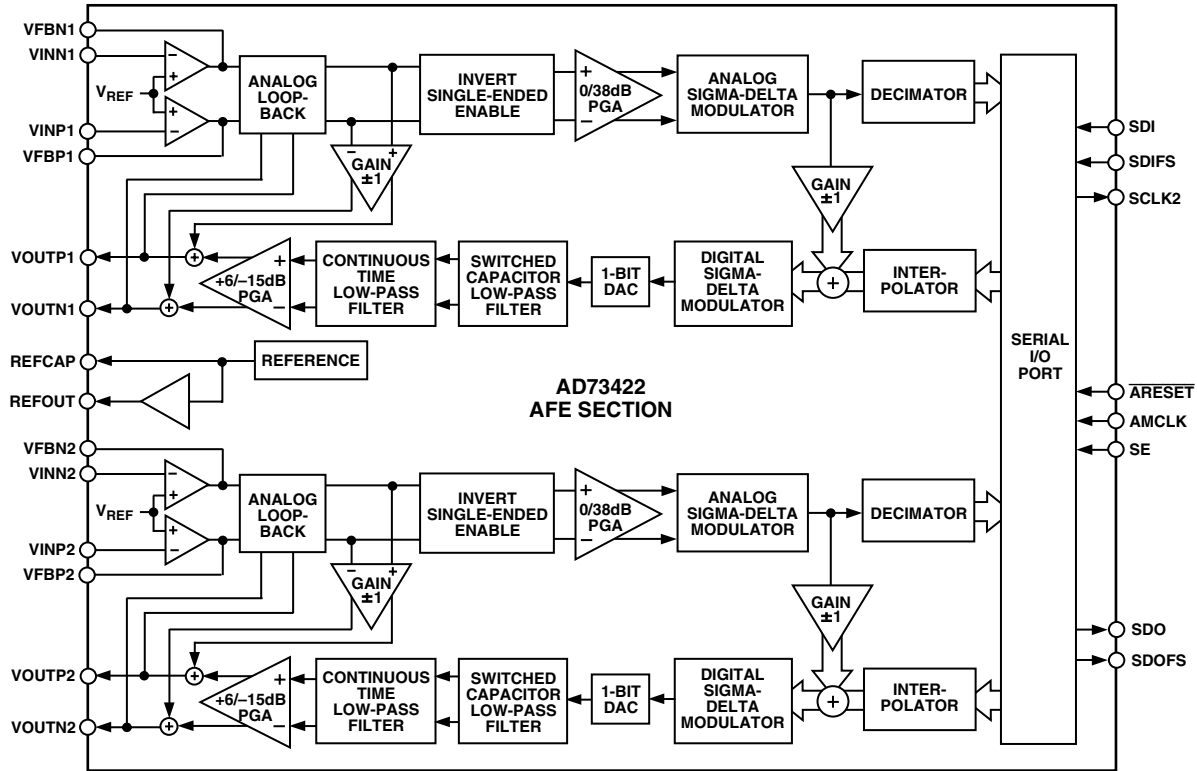 VFBN1
VINN1
VREF
VINP1
VFBP1
ANALOG
LOOP-
BACK
INVERT
SINGLE-ENDED
ENABLE
+
0/38dB
PGA
−
ANALOG
SIGMA-DELTA
MODULATOR
DECIMATOR
−
+
+
−
− +
GAIN
±1
GAIN
±1
SDI
SDIFS
SCLK2
VOUTP1
VOUTN1
+
+
+6/–15dB
PGA
+
−
CONTINUOUS
TIME
LOW-PASS
FILTER
SWITCHED
CAPACITOR
LOW-PASS
FILTER
1-BIT
DAC
DIGITAL
SIGMA-
DELTA
MODULATOR
+
INTER-
POLATOR
SERIAL
I/O
PORT
REFCAP
REFERENCE
REFOUT
AD73422
AFE SECTION
ARESET
AMCLK
SE
VFBN2
VINN2
VREF
VINP2
VFBP2
−
+
+
−
ANALOG
LOOP-
BACK
INVERT
SINGLE-ENDED
ENABLE
+
0/38dB
PGA
−
ANALOG
SIGMA-DELTA
MODULATOR
DECIMATOR
− +
GAIN
±1
GAIN
±1
SDO
SDOFS
VOUTP2
VOUTN2
+
+
+6/–15dB
PGA
+
−
CONTINUOUS
TIME
LOW-PASS
FILTER
SWITCHED
CAPACITOR
LOW-PASS
FILTER
1-BIT
DAC
DIGITAL
SIGMA-
DELTA
MODULATOR
+
INTER-
POLATOR